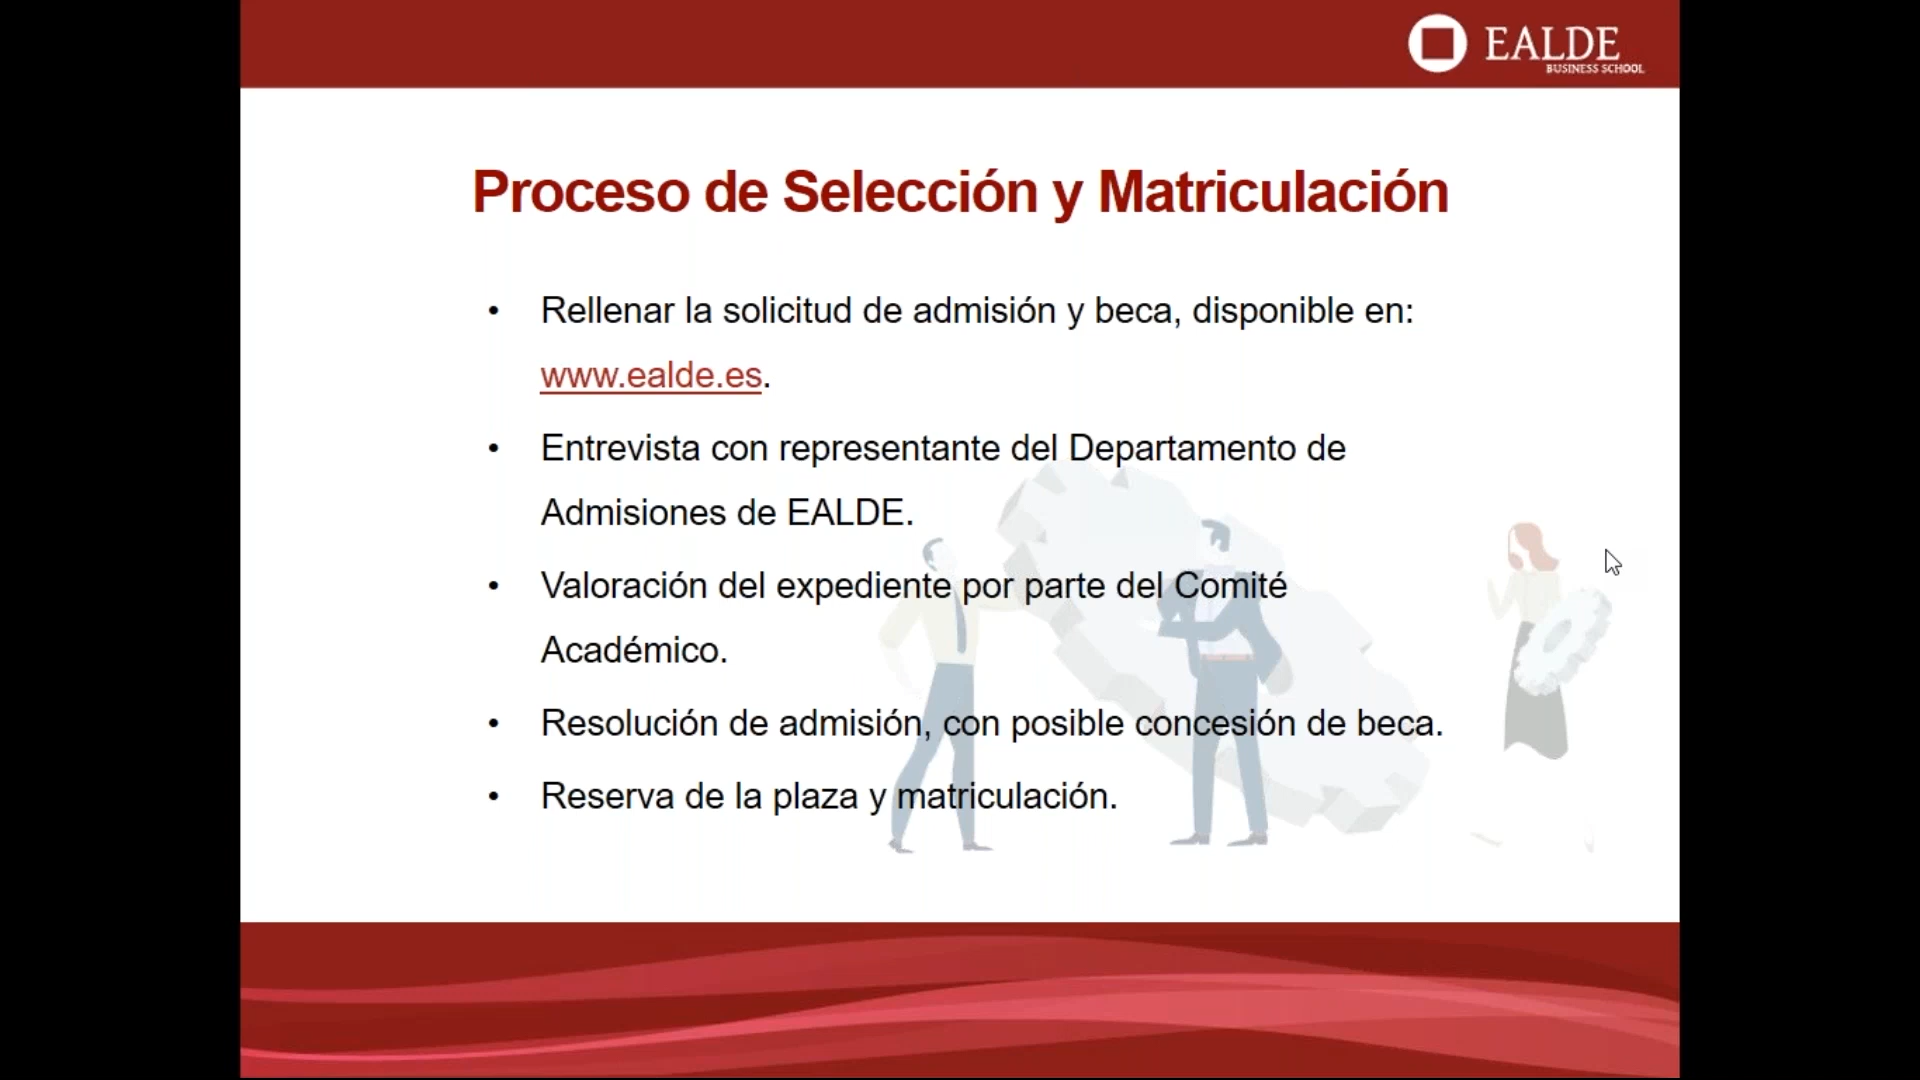 EALDE
BUSINESS SCHOOL
Proceso de Selección y Matriculación
• Rellenar la solicitud de admisión y beca, disponible en:
www.ealde.es.
• Entrevista con representante del Departamento de
Admisiones de EALDE.
• Valoración del expediente por parte del Comité
Académico.
• Resolución de admisión, con posible concesión de beca.
• Reserva de la plaza y matriculación.